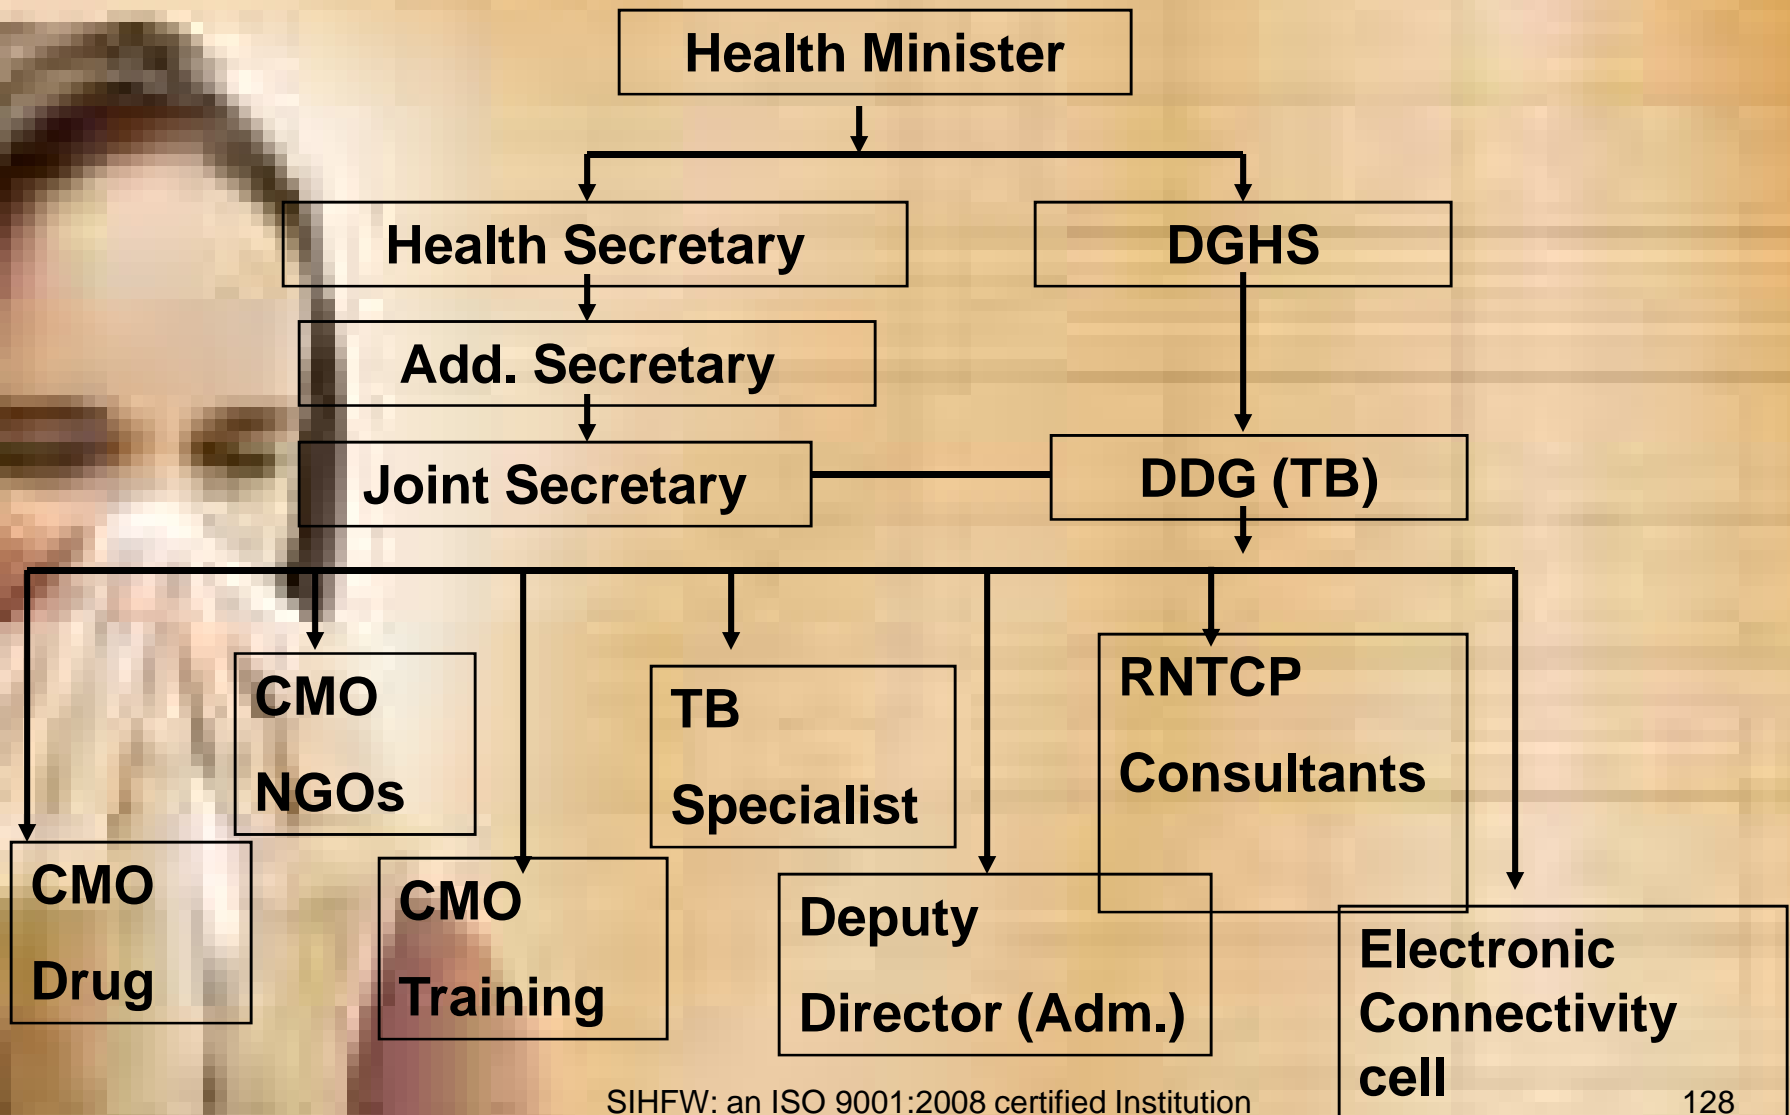 Health Minister
Health Secretary
DGHS
Add. Secretary
Joint Secretary
DDG (TB)
CMO
NGOs
TB
Specialist
RNTCP
Consultants
CMO
Drug
CMO
Training
Deputy
Director (Adm.)
Electronic
Connectivity
cell
SIHFW: an ISO 9001:2008 certified Institution
128